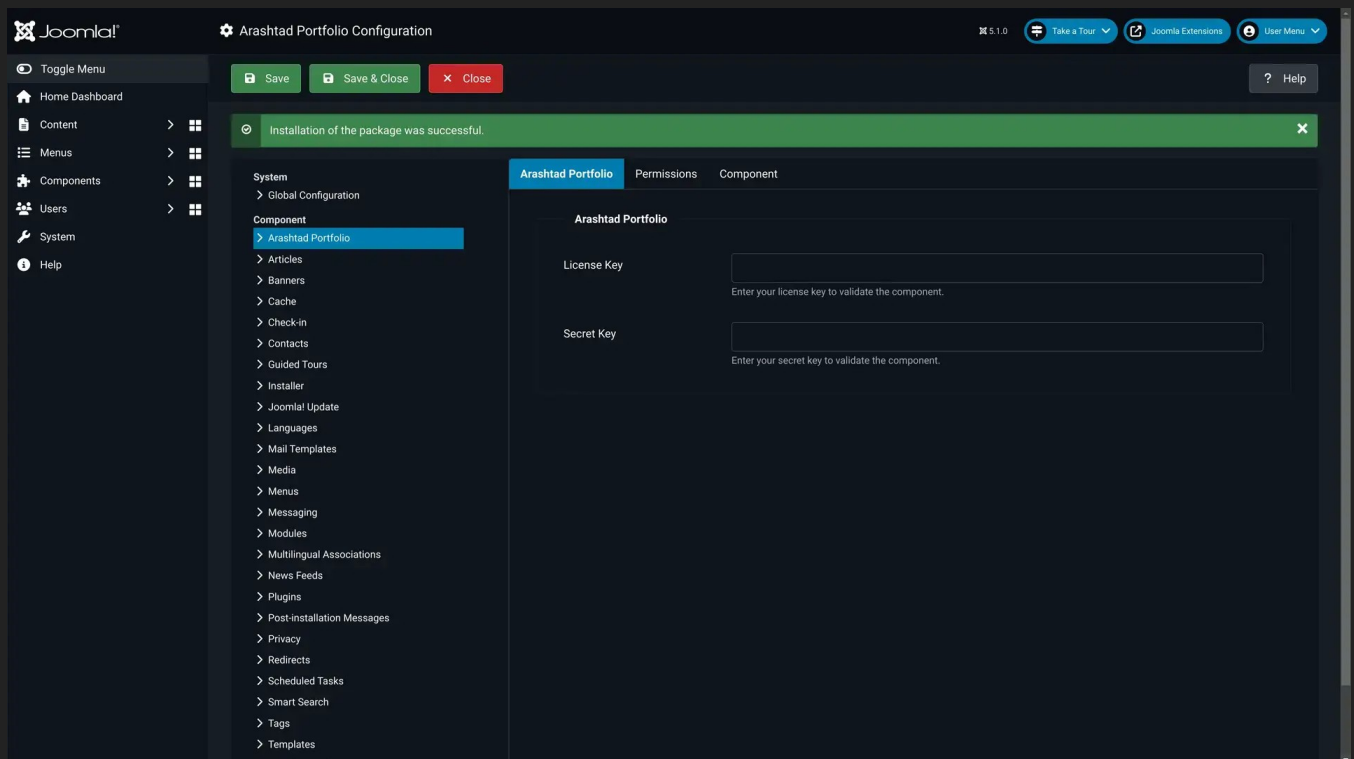 Joomla!®
Arashtad Portfolio Configuration
5.1.0
Take a Tour
Joomla Extensions
User Menu
Toggle Menu
Home Dashboard
Content
Menus
Components
Users
System
Help
Save
Save & Close
Close
? Help
Installation of the package was successful.
System
Global Configuration
Component
Arashtad Portfolio
Articles
Banners
Cache
Check-in
Contacts
Guided Tours
Installer
Joomla! Update
Languages
Mail Templates
Media
Menus
Messaging
Modules
Multilingual Associations
News Feeds
Plugins
Post-installation Messages
Privacy
Redirects
Scheduled Tasks
Smart Search
Tags
Templates
Arashtad Portfolio
Permissions
Component
Arashtad Portfolio
License Key
Enter your license key to validate the component.
Secret Key
Enter your secret key to validate the component.